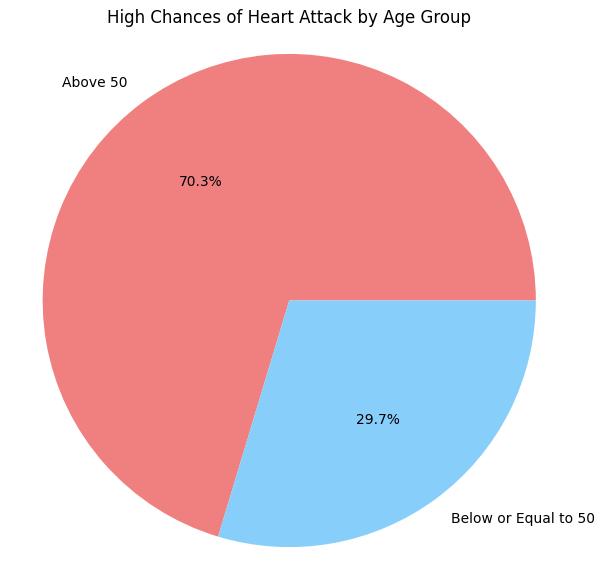 High Chances of Heart Attack by Age Group
Above 50
70.3%
29.7%
Below or Equal to 50